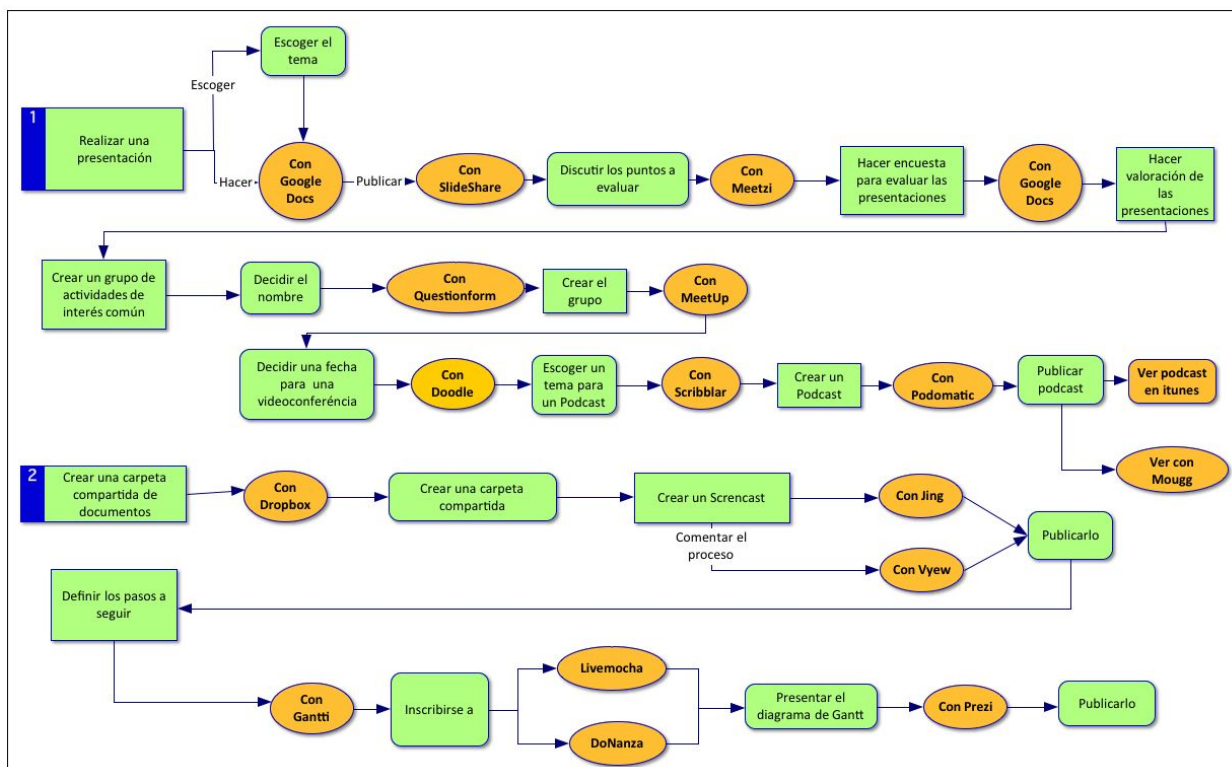 Escoger el
tema
Escoger
1
Realizar una
presentación
Hacer
Con
Google
Docs
Publicar
Con
SlideShare
Discutir los puntos a
evaluar
Con
Meetzi
Hacer encuesta
para evaluar las
presentaciones
Con
Google
Docs
Hacer
valoración de
las
presentaciones
Crear un grupo de
actividades de
interés común
Decidir el
nombre
Con
Questionform
Crear el
grupo
Con
MeetUp
Decidir una fecha
para una
videoconferéncia
Con
Doodle
Escoger un
tema para
un Podcast
Con
Scribblar
Crear un
Podcast
Con
Podomatic
Publicar
podcast
Ver podcast
en itunes
Ver con
Mougg
2
Crear una carpeta
compartida de
documentos
Con
Dropbox
Crear una carpeta
compartida
Crear un Screncast
Comentar el
proceso
Con Jing
Con Vyew
Publicarlo
Definir los pasos a
seguir
Con
Gantti
Inscribirse a
Livemocha
DoNanza
Presentar el
diagrama de Gantt
Con Prezi
Publicarlo